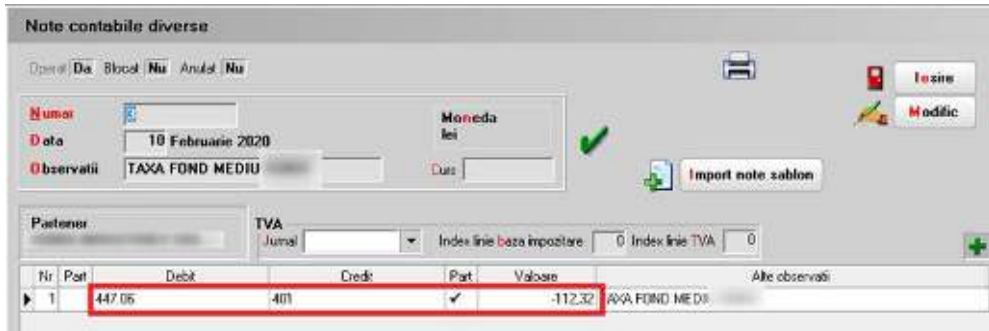 Note contabile diverse
Operat Da Blocat Nu Anulat Nu
Iesire
Numar
Moneda
Modific
lei
Data 10 Februarie 2020
Observatii TAXA FOND MEDIU
Curs
Import note sablon
Partener
TVA
Jurnal Index linie baza impozitare 0 Index linie TVA 0
Nr Part Debit Credit Part Valoare Alte observatii
1 447.06 401 ✔ -112,32 AXA FOND MEDI